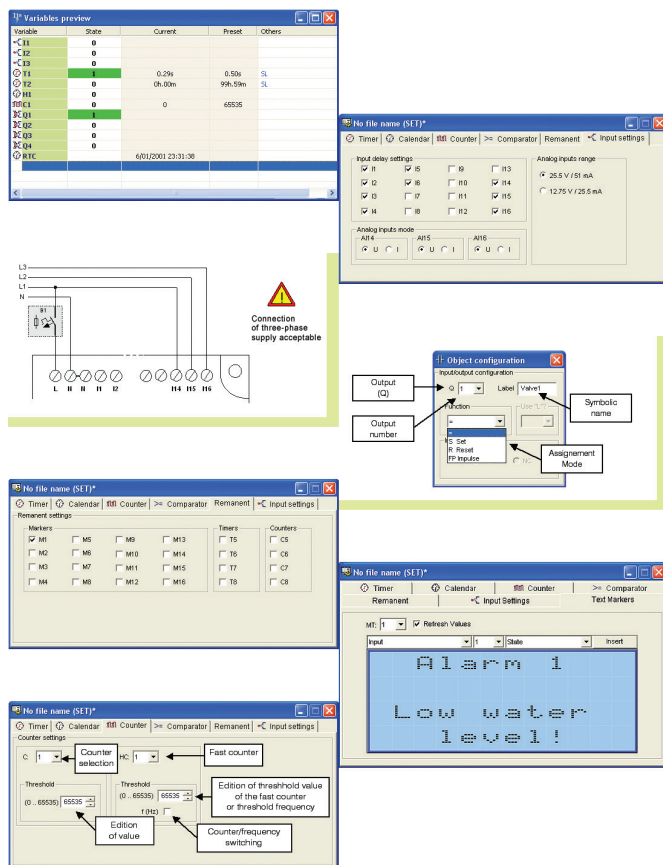 Variables preview
Variable State Current Preset Others
I1 0
I2 0
I3 0
T1 1 0.29s 0.50s SL
T2 0 0h.00m 99h.59m SL
H1 0
C1 0 0 65535
Q1 1
Q2 0
Q3 0
Q4 0
RTC 6/01/2001 23:31:38
No file name (SET)*
Timer Calendar Counter >= Comparator Remanent Input settings
Input delay settings
I1 I5 I9 I13
I2 I6 I10 I14
I3 I7 I11 I15
I4 I8 I12 I16
Analog inputs range
25.5 V / 51 mA
12.75 V / 25.5 mA
Analog inputs mode
AI14 AI15 AI16
U I U I U I
L3
L2
L1
N
B1
L N N I1 I2 I14 I15 I16
Connection
of three-phase
supply acceptable
Object configuration
Input/output configuration
Q 1 Label Valve1
Function Use "L"?
=
=
S Set
R Reset
FP Impulse
NC
Output
(Q)
Output
number
Symbolic
name
Assignement
Mode
No file name (SET)*
Timer Calendar Counter >= Comparator Remanent Input settings
Remanent settings
Markers Timers Counters
M1 M5 M9 M13 T5 C5
M2 M6 M10 M14 T6 C6
M3 M7 M11 M15 T7 C7
M4 M8 M12 M16 T8 C8
No file name (SET)*
Timer Calendar Counter >= Comparator
Remanent Input Settings Text Markers
MT: 1 Refresh Values
Input 1 State Insert
Alarm 1
Low water
level!
No file name (SET)*
Timer Calendar Counter >= Comparator Remanent Input settings
Counter settings
C: 1 Counter
selection
HC: 1 Fast counter
Threshold
(0 .. 65535) 65535
Threshold
(0 .. 65535) 65535
f (Hz)
Edition of threshhold value
of the fast counter
or threshold frequency
Edition
of value
Counter/frequency
switching